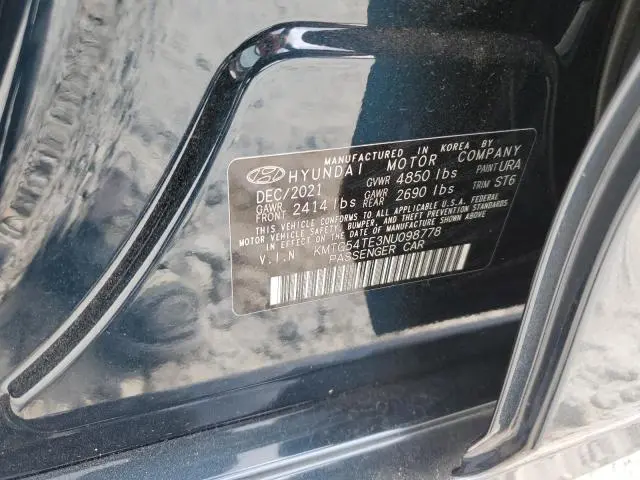 MANUFACTURED IN KOREA BY
HYUNDAI MOTOR COMPANY
DEC/2021 GVWR 4850 lbs PAINT URA
GAWR FRONT 2414 lbs GAWR REAR 2690 lbs TRIM ST6
THIS VEHICLE CONFORMS TO ALL APPLICABLE U.S.A. FEDERAL
MOTOR VEHICLE SAFETY, BUMPER, AND THEFT PREVENTION STANDARDS
IN EFFECT ON THE DATE OF MANUFACTURE SHOWN ABOVE.
V.I.N KMTG54TE3NU098778
PASSENGER CAR